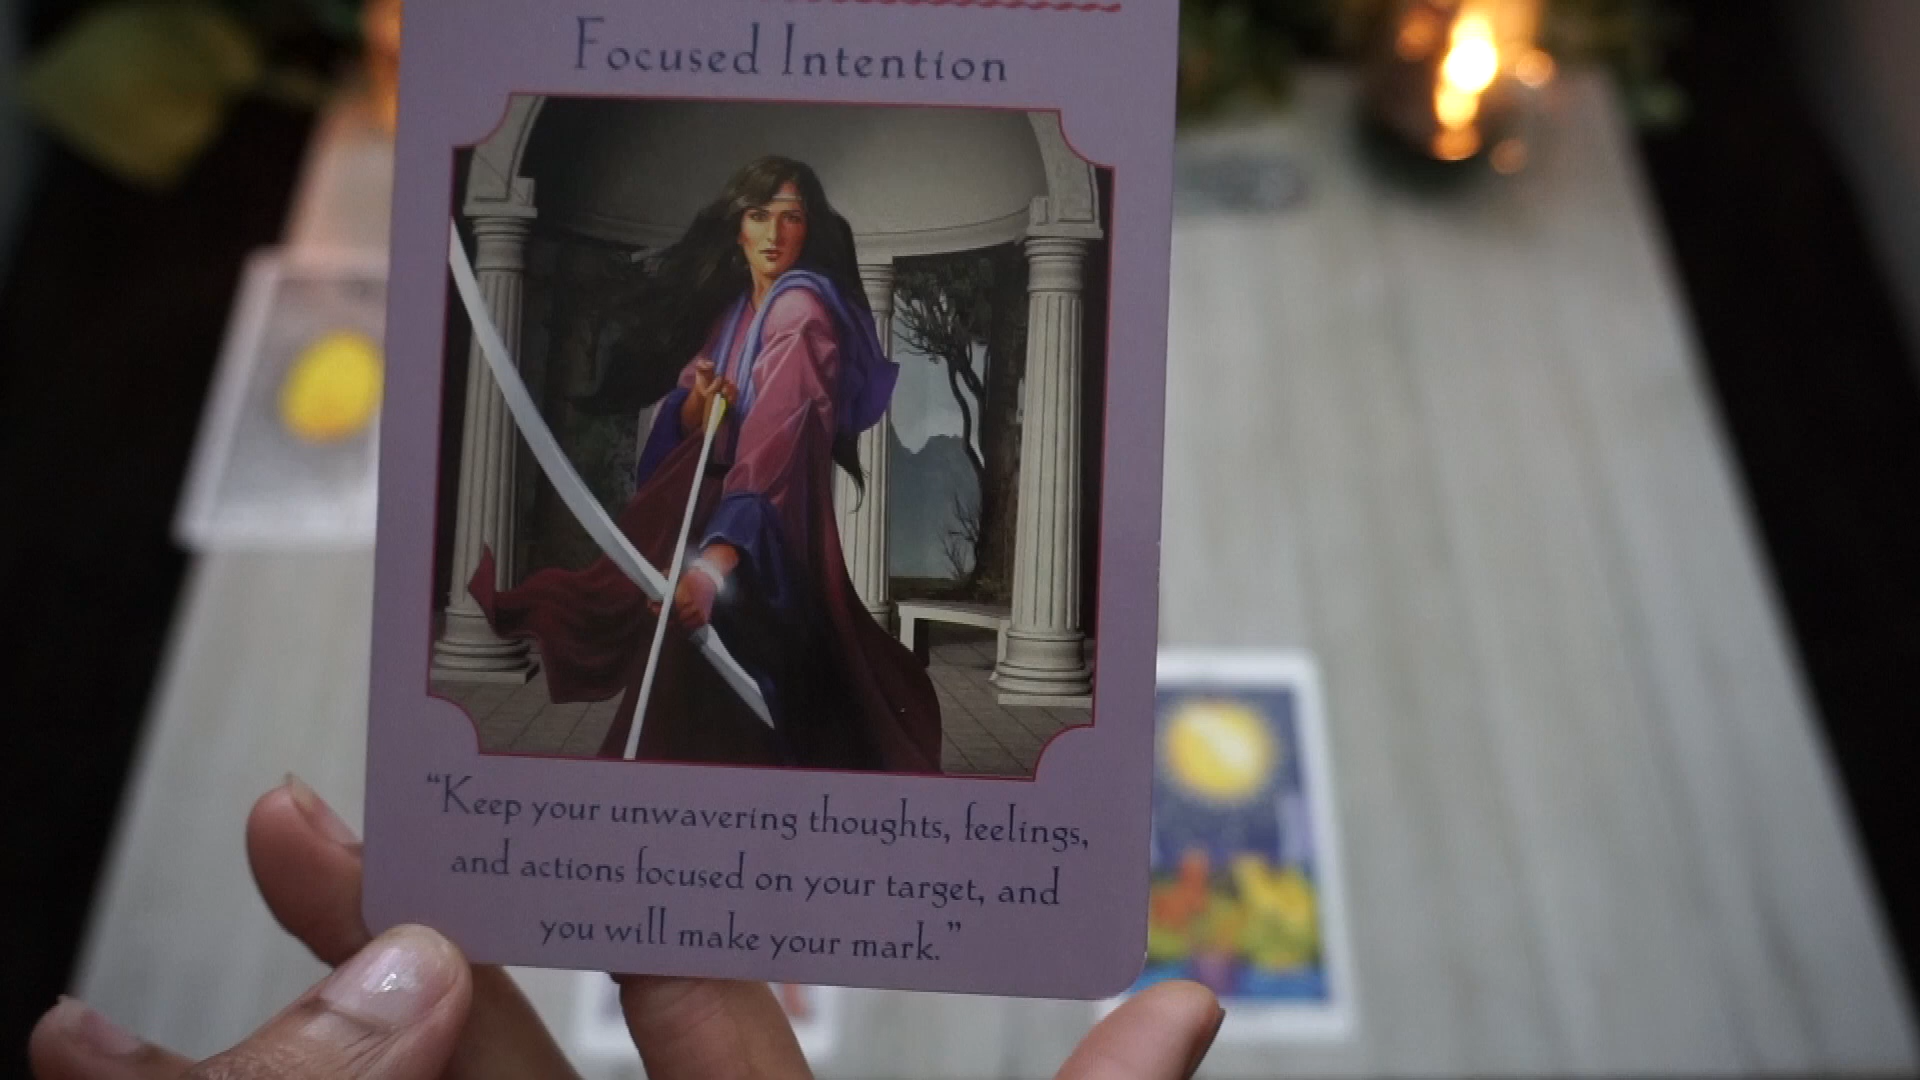 Focused Intention
“Keep your unwavering thoughts, feelings,
and actions focused on your target, and
you will make your mark.”